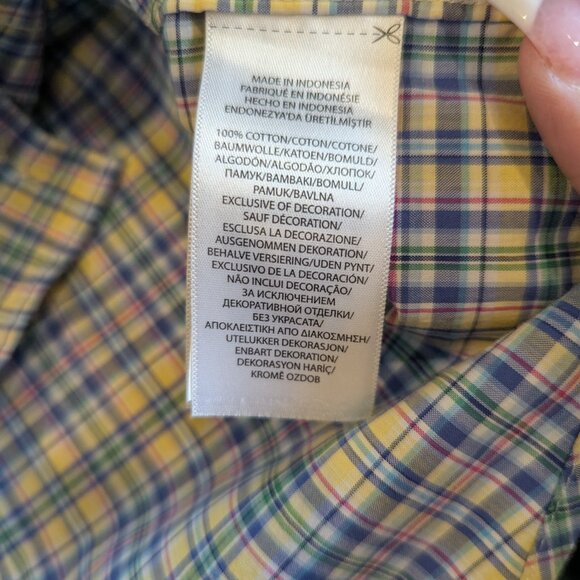 MADE IN INDONESIA
FABRIQUÉ EN INDONÉSIE
HECHO EN INDONESIA
ENDONEZYA'DA ÜRETİLMİŞTİR
100% COTTON/COTON/COTONE/
BAUMWOLLE/KATOEN/BOMULD/
ALGODÓN/ALGODÃO/ХЛОПОК/
ПАМУК/ΒΑΜΒΑΚΙ/BOMULL/
PAMUK/BAVLNA
EXCLUSIVE OF DECORATION/
SAUF DÉCORATION/
ESCLUSA LA DECORAZIONE/
AUSGENOMMEN DEKORATION/
BEHALVE VERSIERING/UDEN PYNT/
EXCLUSIVO DE LA DECORACIÓN/
NÃO INCLUI DECORAÇÃO/
ЗА ИСКЛЮЧЕНИЕМ
ДЕКОРАТИВНОЙ ОТДЕЛКИ/
БЕЗ УКРАСАТА/
ΑΠΟΚΛΕΙΣΤΙΚΗ ΑΠΟ ΔΙΑΚΟΣΜΗΣΗ/
UTELUKKER DEKORASJON/
ENBART DEKORATION/
DEKORASYON HARİÇ/
KROMĚ OZDOB